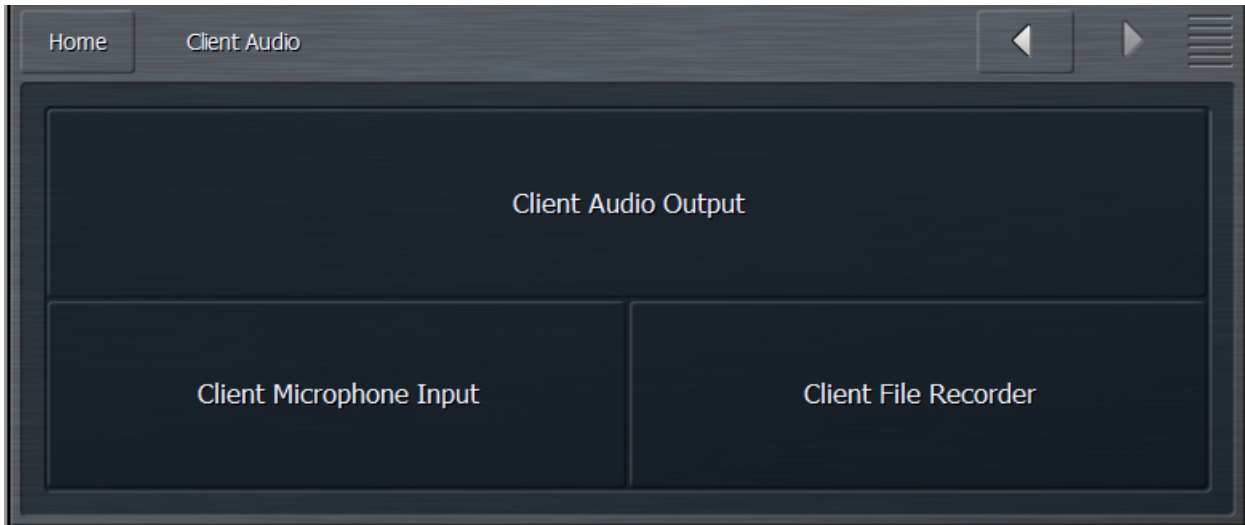 Home Client Audio
Client Audio Output
Client Microphone Input Client File Recorder